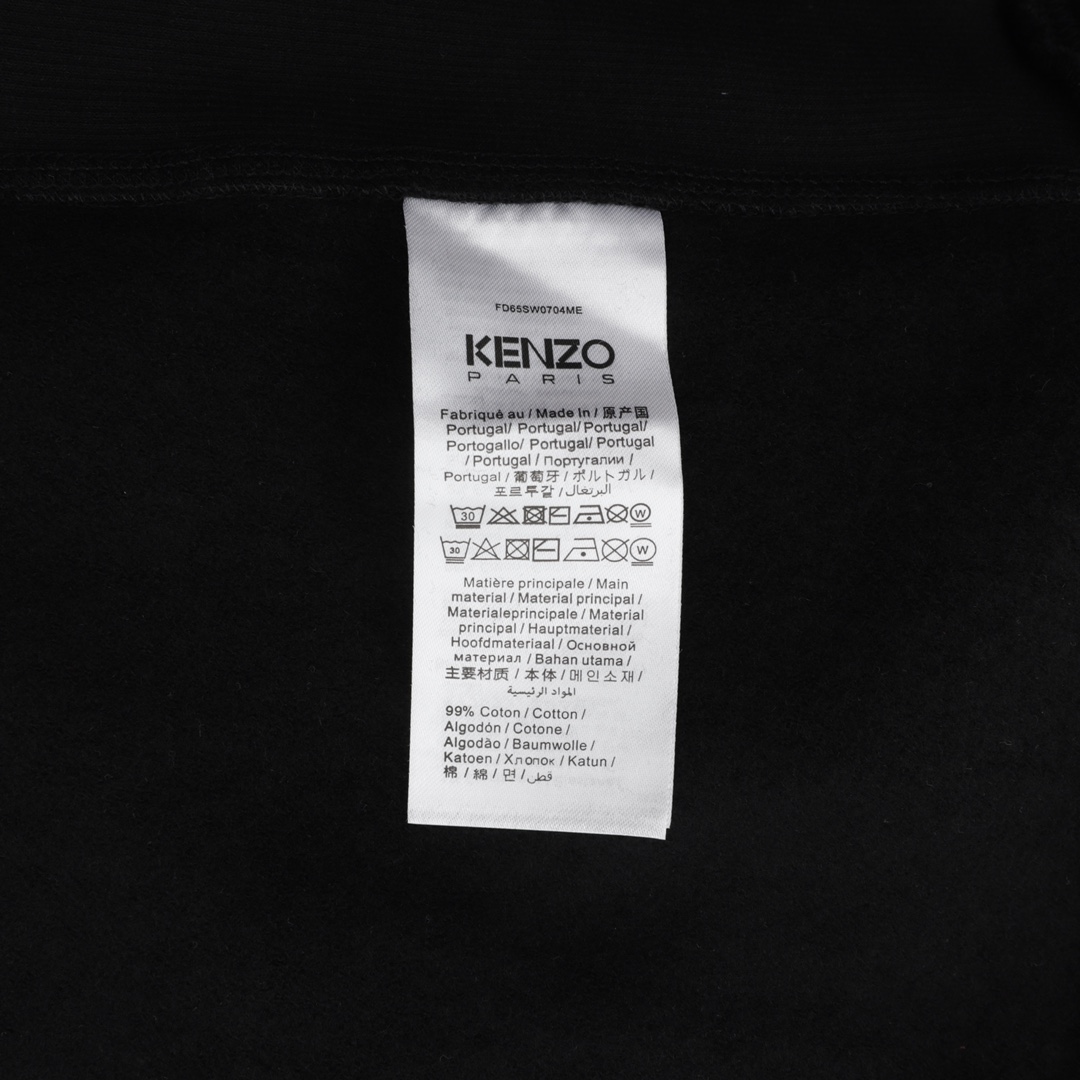 FD65SW0704ME
KENZO
PARIS
Fabriqué au / Made In / 原产国
Portugal/ Portugal/ Portugal/
Portogallo/ Portugal/ Portugal
/ Portugal / Португалии /
Portugal / 葡萄牙 / ポルトガル /
포르투갈 / البرتغال/
30 W
30 W
Matière principale / Main
material / Material principal /
Materialeprincipale / Material
principal / Hauptmaterial /
Hoofdmateriaal / Основной
материал / Bahan utama /
主要材质 / 本体 / 메인소재 /
المواد الرئيسية
99% Coton / Cotton /
Algodón / Cotone /
Algodào / Baumwolle /
Katoen / Хлопок / Katun /
棉 / 綿 / 면 / قطن